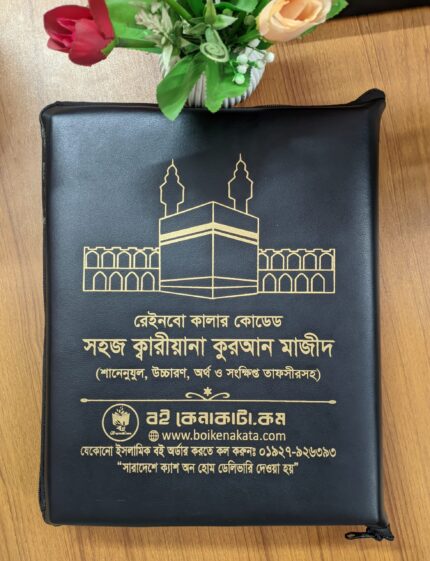 রেইনবো কালার কোডেড
সহজ ক্বারীয়ানা কুরআন মাজীদ
(শানেনুযুল, উচ্চারণ, অর্থ ও সংক্ষিপ্ত তাফসীরসহ)
বই কেনাকাটা.কম
www.boikenakata.com
যেকোনো ইসলামিক বই অর্ডার করতে কল করুনঃ ০১৯২৭-৯২৬৩৯৩
“সারাদেশে ক্যাশ অন হোম ডেলিভারি দেওয়া হয়”